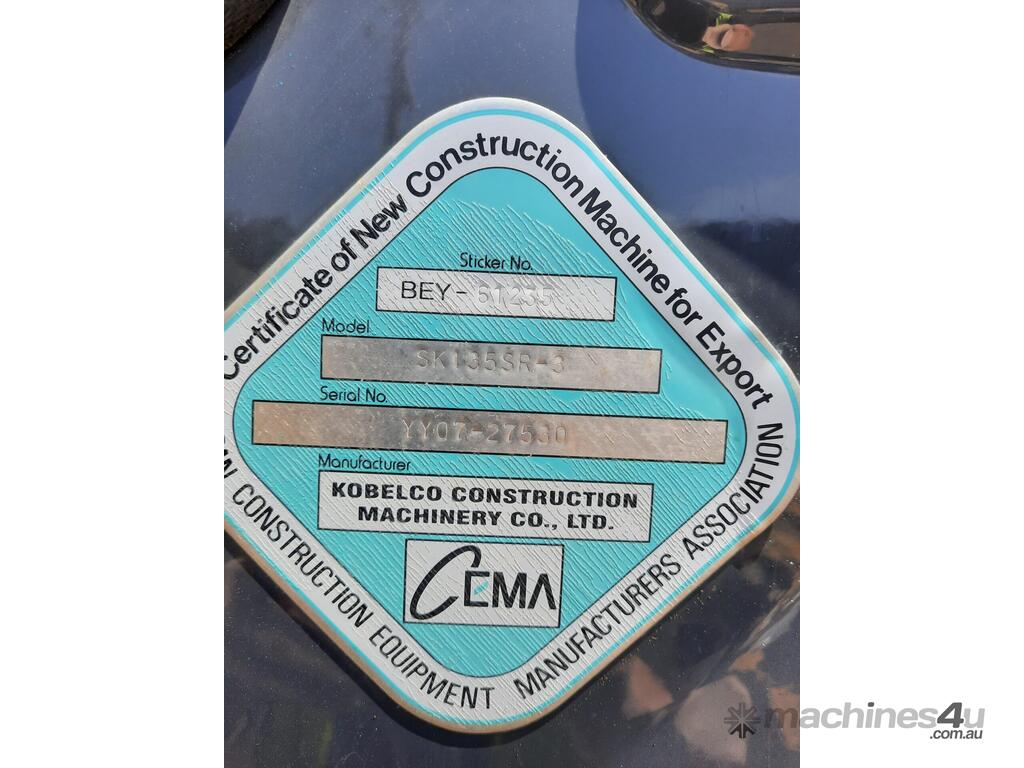 Certificate of New Construction Machine for Export
Sticker No.
BEY-61235
Model
SK135SR-3
Serial No.
YY07-27530
Manufacturer
KOBELCO CONSTRUCTION
MACHINERY CO., LTD.
CEMA
CONSTRUCTION EQUIPMENT MANUFACTURERS ASSOCIATION
machines4u
.com.au